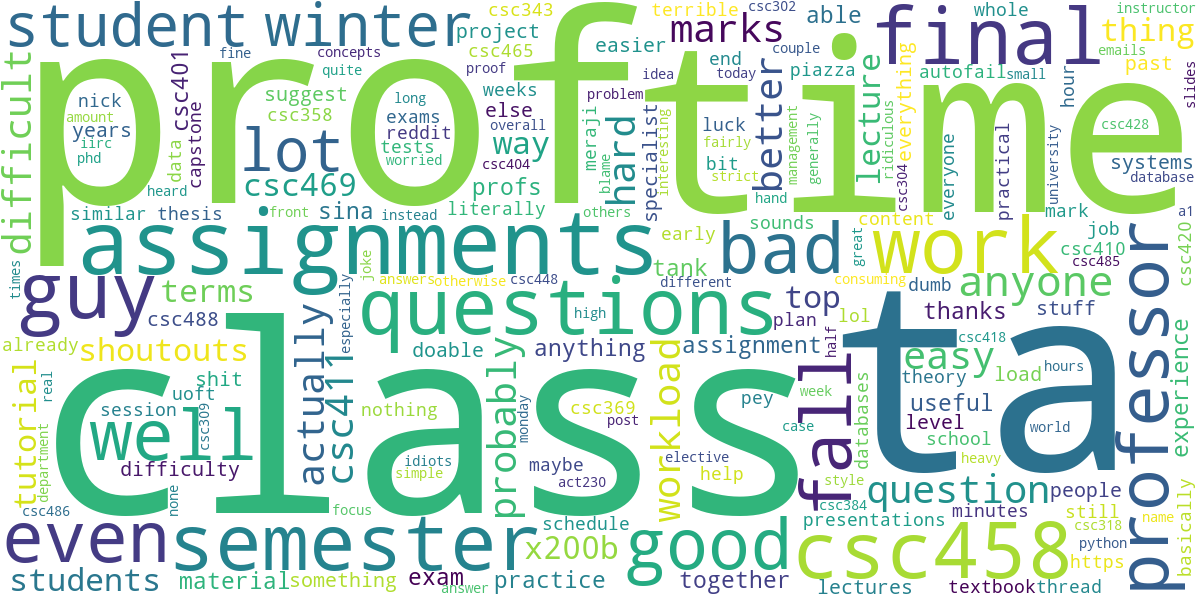 student
winter
csc343
project
terrible
csc302
able
final
whole
thing
instructor
marks
couple
emails
past
fine
concepts
csc465
easier
end
piazza
lecture
everything
autofail
small
hour
slides
difficult
prof
time
quite
proof
idea
today
nick
amount
years
iirc
phd
csc401
suggest
csc358
long
exams
tests
worried
weeks
else
reddit
overall
problem
luck
better
csc428
data
capstone
lot
way
hard
specialist
interesting
meraji
blame
bit
fairly
strict
management
generally
ridiculous
csc304
everyone
practical
university
systems
database
heard
csc469
csc404
profs
hand
similar
thesis
front
sina
instead
literally
others
early
sounds
great
content
mark
job
a1
assignments
bad
work
csc410
csc485
csc420
professor
times
guy
terms
joke
answers
otherwise
csc448
tank
different
consuming
dumb
anyone
csc488
actually
especially
questions
high
top
plan
thanks
stuff
already
shoutouts
doable
probably
anything
workload
assignment
half
lol
fall
csc418
easy
experience
class
ta
tutorial
real
shit
uoft
session
csc309
csc411
nothing
monday
csc369
post
pey
week
theory
load
hours
well
useful
level
school
world
databases
case
difficulty
idiots
simple
maybe
act230
elective
help
style
heavy
department
none
csc486
focus
csc384
question
people
even
semester
schedule
x200b
good
presentations
minutes
still
csc458
csc318
name
python
https
basically
students
material
something
exam
answer
practice
together
lectures
textbook
thread